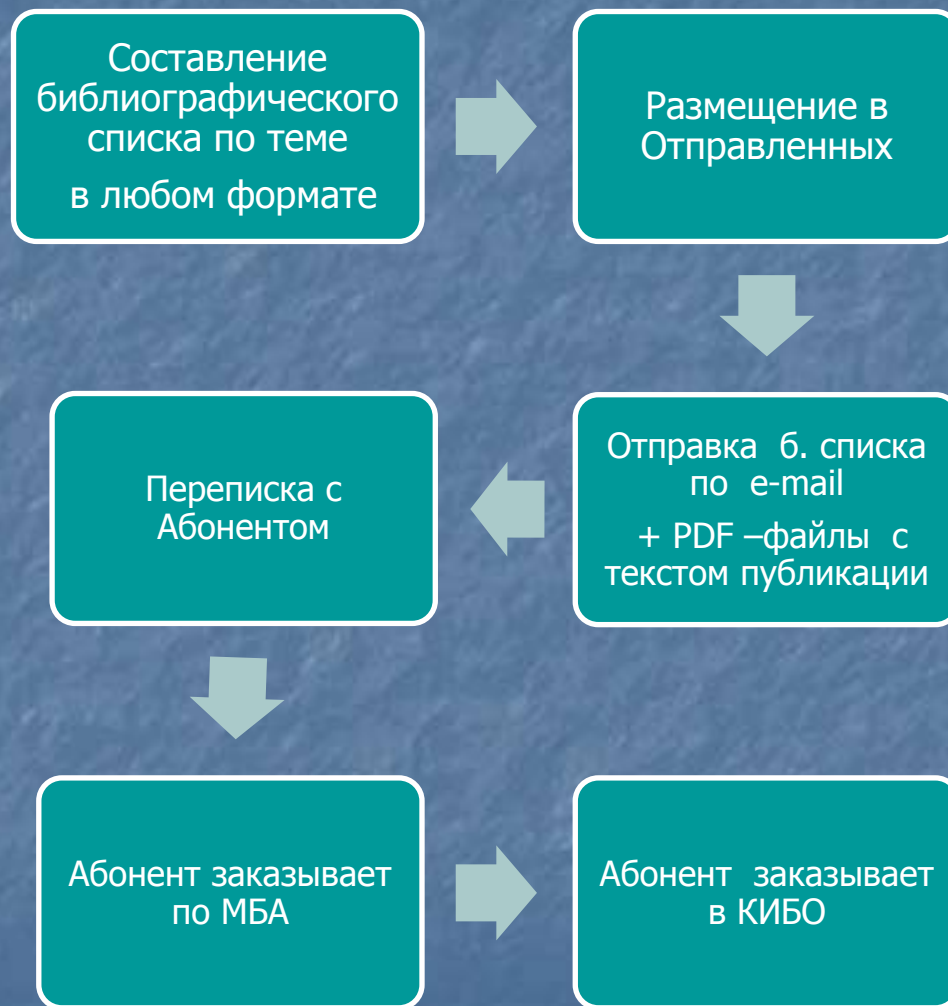 Составление
библиографического
списка по теме
в любом формате
Размещение в
Отправленных
Отправка б. списка
по e-mail
+ PDF –файлы с
текстом публикации
Переписка с
Абонентом
Абонент заказывает
по МБА
Абонент заказывает
в КИБО